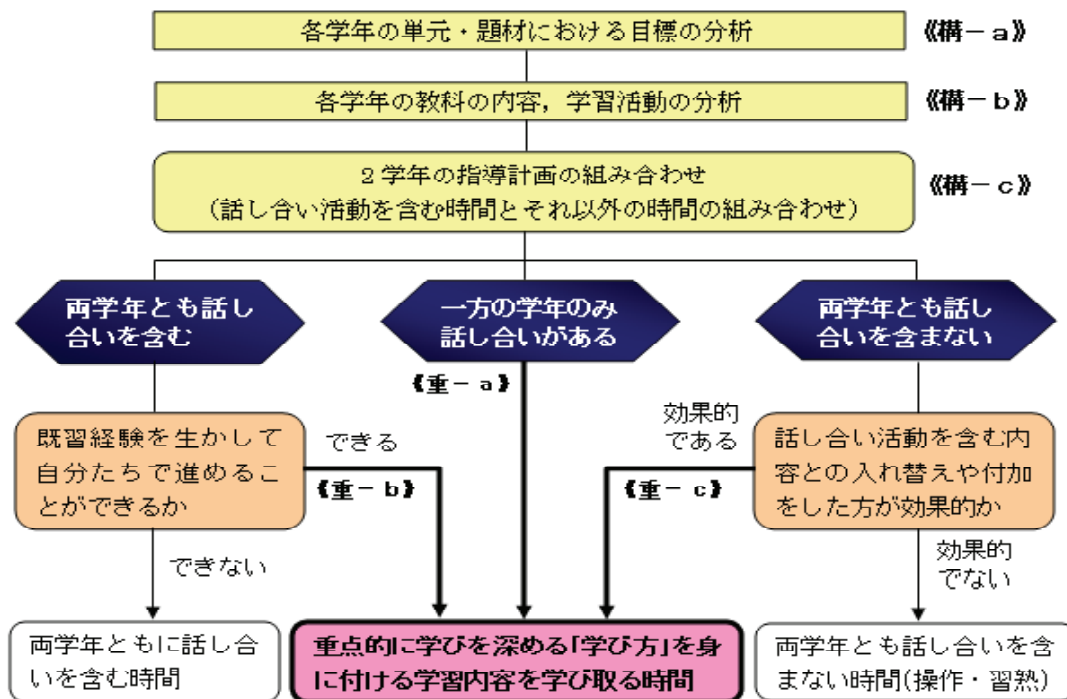 各学年の単元・題材における目標の分析
《構－ａ》
各学年の教科の内容，学習活動の分析
《構－ｂ》
２学年の指導計画の組み合わせ
（話し合い活動を含む時間とそれ以外の時間の組み合わせ）
《構－ｃ》
両学年とも話し
合いを含む
一方の学年のみ
話し合いがある
両学年とも話し
合いを含まない
《重－ａ》
既習経験を生かして
自分たちで進めるこ
とができるか
できる
《重－ｂ》
効果的
である
《重－ｃ》
話し合い活動を含む内
容との入れ替えや付加
をした方が効果的か
できない
効果的
でない
両学年ともに話し合
いを含む時間
重点的に学びを深める「学び方」を身
に付ける学習内容を学び取る時間
両学年とも話し合いを含
まない時間(操作・習熟)